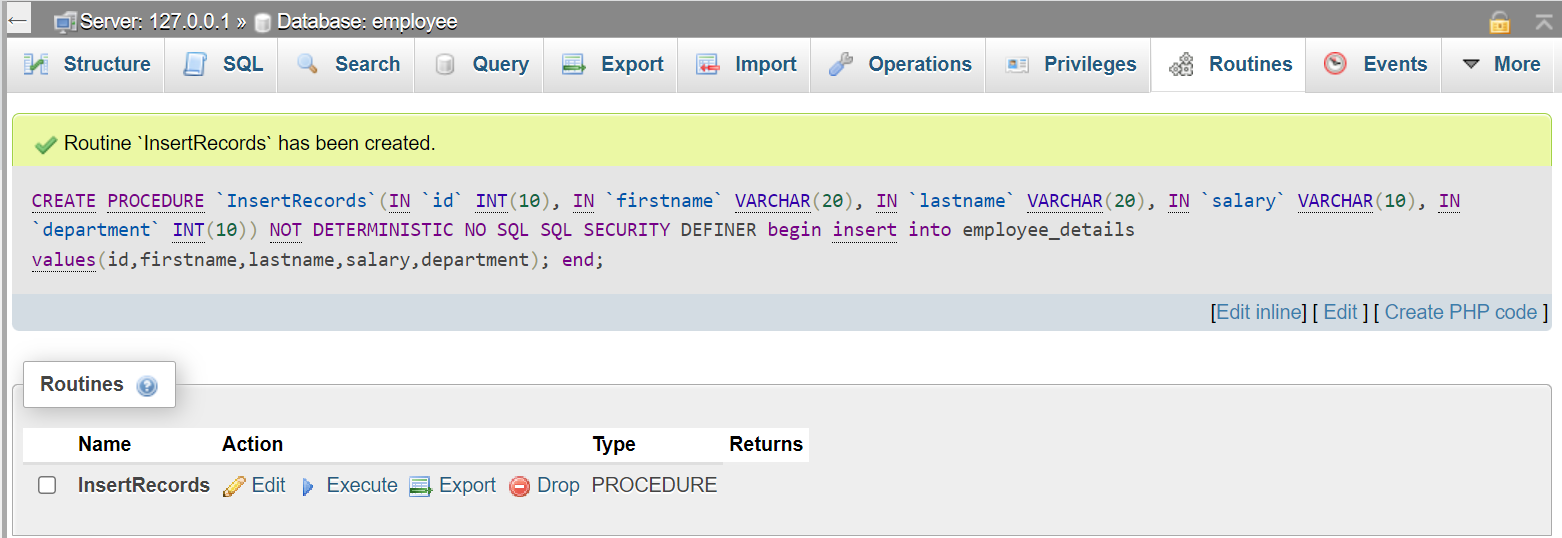 Server: 127.0.0.1 » Database: employee
Structure SQL Search Query Export Import Operations Privileges Routines Events More
Routine `InsertRecords` has been created.
CREATE PROCEDURE `InsertRecords`(IN `id` INT(10), IN `firstname` VARCHAR(20), IN `lastname` VARCHAR(20), IN `salary` VARCHAR(10), IN
`department` INT(10)) NOT DETERMINISTIC NO SQL SQL SECURITY DEFINER begin insert into employee_details
values(id,firstname,lastname,salary,department); end;
[Edit inline] [ Edit ] [ Create PHP code ]
Routines
Name Action Type Returns
InsertRecords Edit Execute Export Drop PROCEDURE